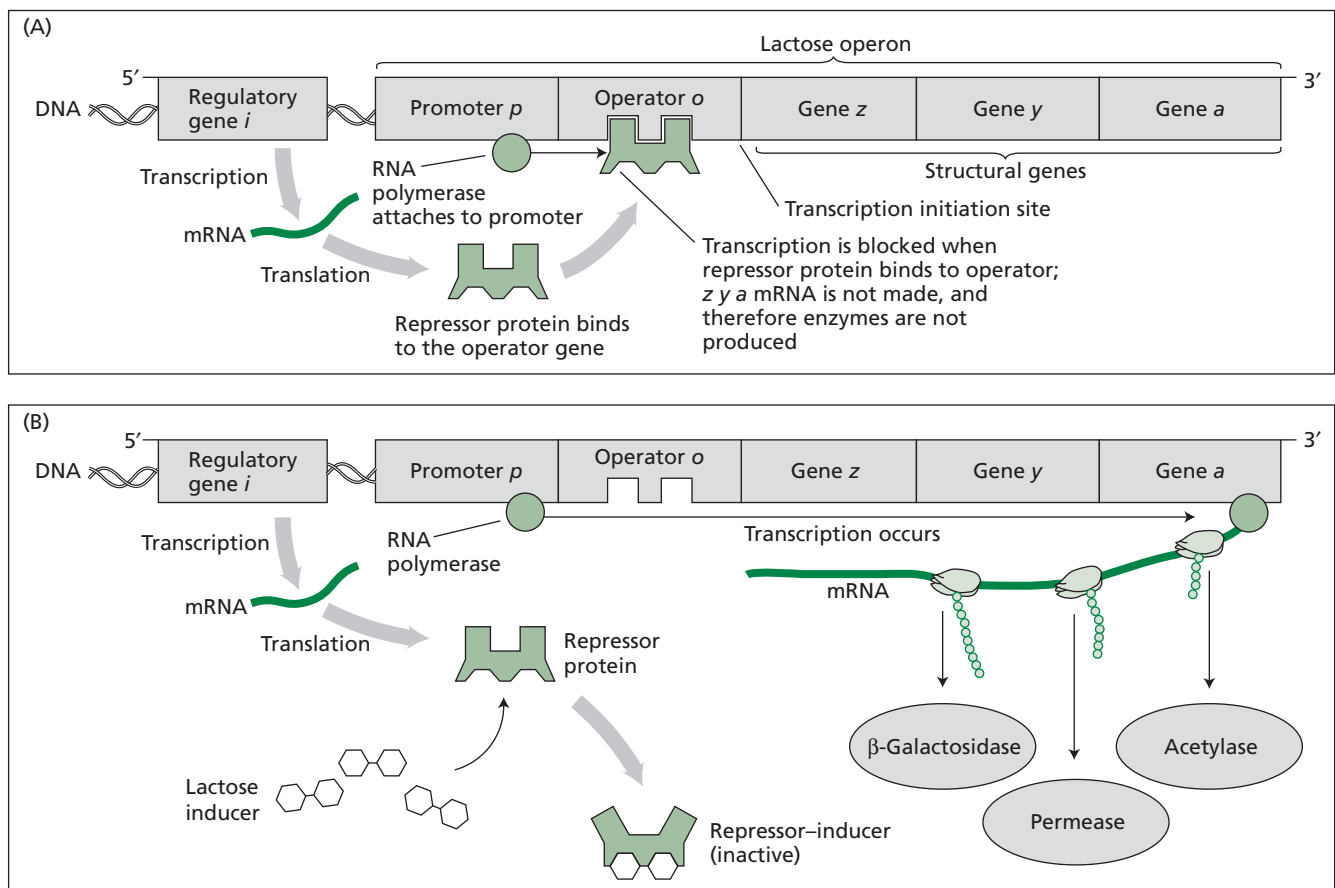 (A)
Lactose operon
5′
3′
DNA
Regulatory
gene i
Promoter p
Operator o
Gene z
Gene y
Gene a
Structural genes
Transcription
RNA
polymerase
attaches to promoter
Transcription initiation site
mRNA
Translation
Transcription is blocked when
repressor protein binds to operator;
z y a mRNA is not made, and
therefore enzymes are not
produced
Repressor protein binds
to the operator gene
(B)
5′
3′
DNA
Regulatory
gene i
Promoter p
Operator o
Gene z
Gene y
Gene a
Transcription
RNA
polymerase
Transcription occurs
mRNA
mRNA
Translation
Repressor
protein
β-Galactosidase
Acetylase
Permease
Lactose
inducer
Repressor–inducer
(inactive)